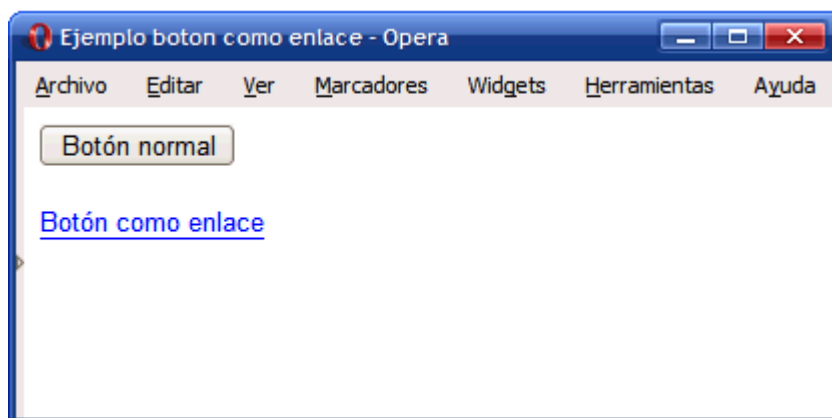 Ejemplo boton como enlace - Opera
Archivo Editar Ver Marcadores Widgets Herramientas Ayuda
Botón normal
Botón como enlace